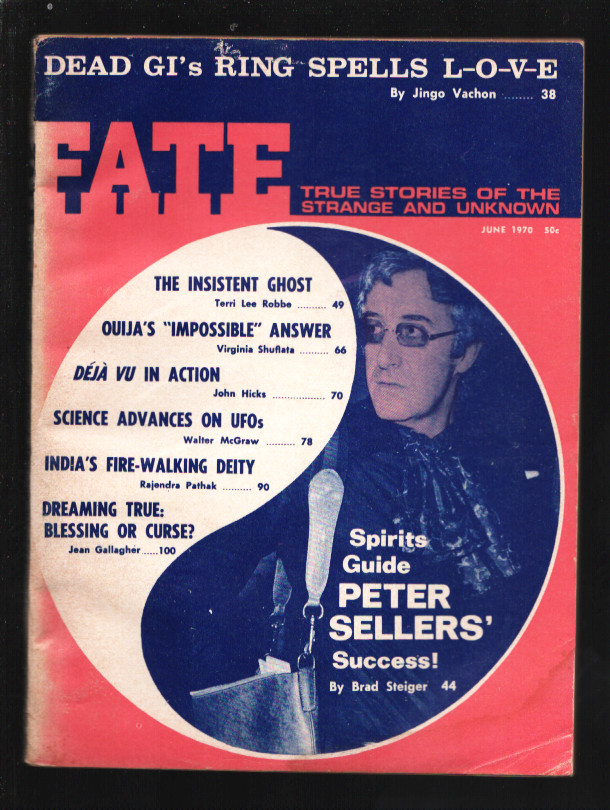 DEAD GI's RING SPELLS L-O-V-E
By Jingo Vachon ........ 38
FATE
TRUE STORIES OF THE
STRANGE AND UNKNOWN
JUNE 1970 50c
THE INSISTENT GHOST
Terri Lee Robbe .......... 49
OUIJA'S "IMPOSSIBLE" ANSWER
Virginia Shuflata .......... 66
DÉJÀ VU IN ACTION
John Hicks .................. 70
SCIENCE ADVANCES ON UFOs
Walter McGraw .......... 78
INDIA'S FIRE-WALKING DEITY
Rajendra Pathak .......... 90
DREAMING TRUE:
BLESSING OR CURSE?
Jean Gallagher .....100
Spirits
Guide
PETER
SELLERS'
Success!
By Brad Steiger 44